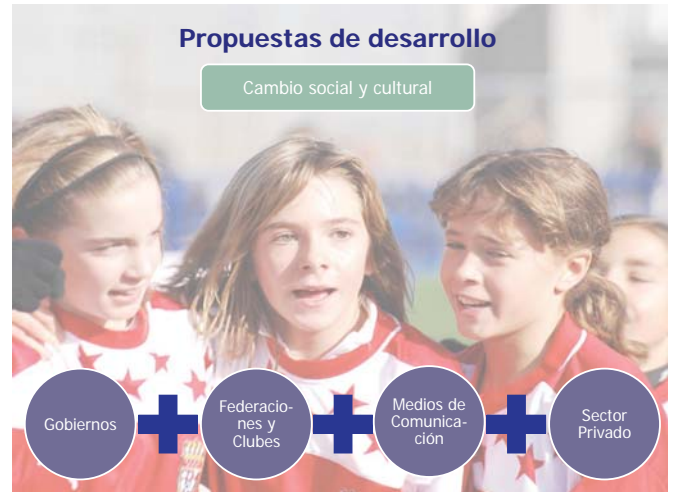 Propuestas de desarrollo
Cambio social y cultural
Gobiernos
Federacio-
nes y
Clubes
Medios de
Comunica-
ción
Sector
Privado